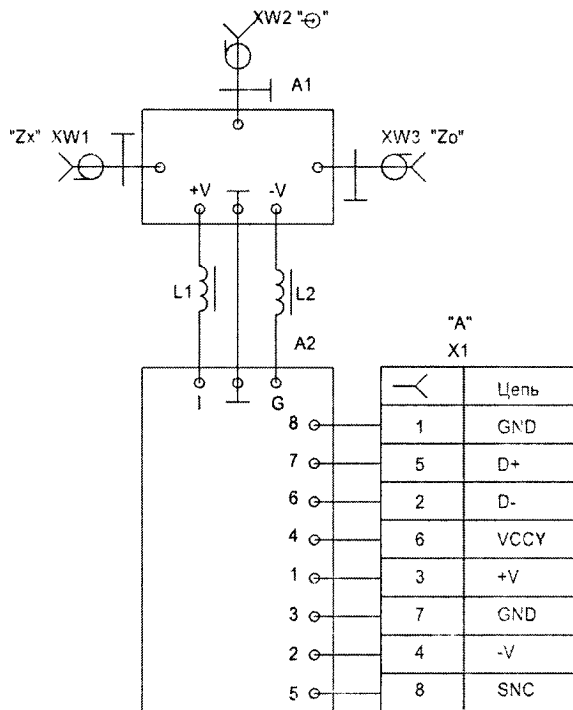 XW2 "⊖"
A1
"Zx" XW1
XW3 "Zo"
+V
-V
L1
L2
A2
"A"
X1
Цепь
I
G
8 1 GND
7 5 D+
6 2 D-
4 6 VCCY
1 3 +V
3 7 GND
2 4 -V
5 8 SNC